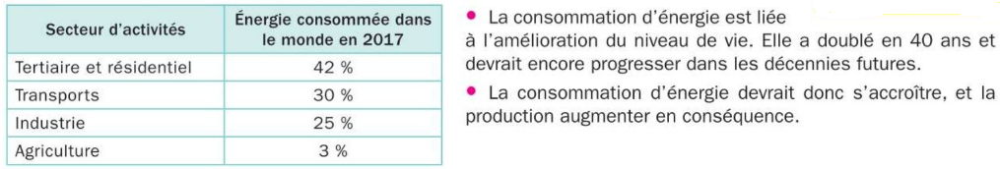 Secteur d'activités
Énergie consommée dans
le monde en 2017
Tertiaire et résidentiel 42 %
Transports 30 %
Industrie 25 %
Agriculture 3 %
• La consommation d'énergie est liée
à l'amélioration du niveau de vie. Elle a doublé en 40 ans et
devrait encore progresser dans les décennies futures.
• La consommation d'énergie devrait donc s'accroître, et la
production augmenter en conséquence.